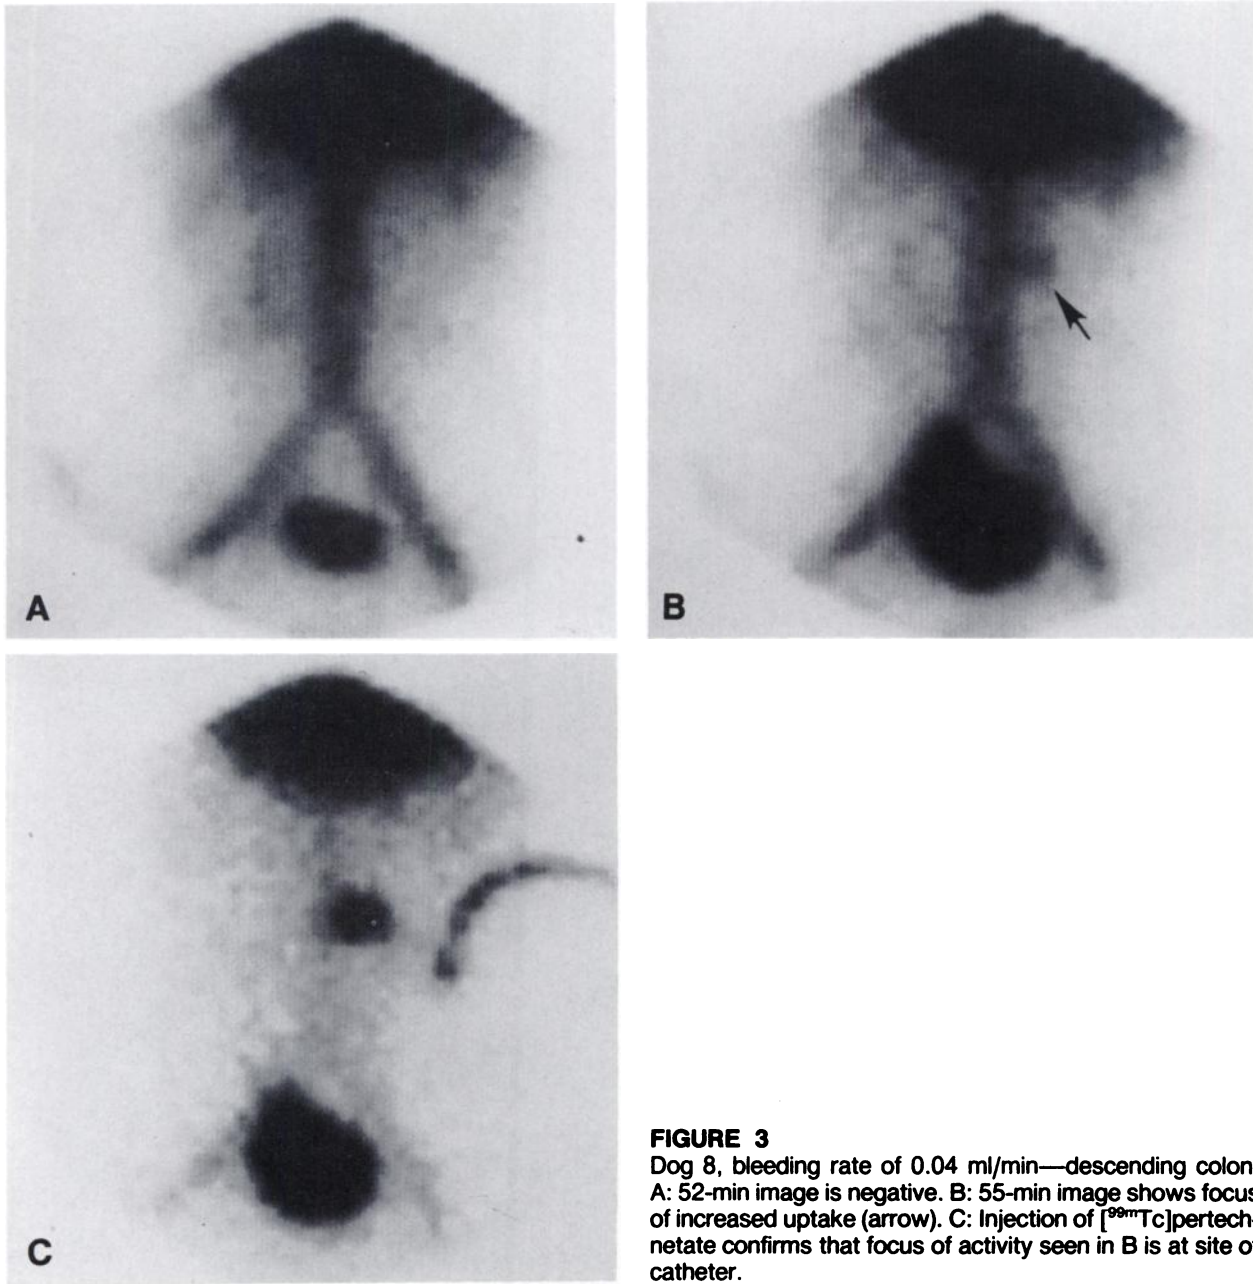 A
B
C
FIGURE 3
Dog 8, bleeding rate of 0.04 ml/min—descending colon.
A: 52-min image is negative. B: 55-min image shows focus
of increased uptake (arrow). C: Injection of [99mTc]pertech-
netate confirms that focus of activity seen in B is at site of
catheter.